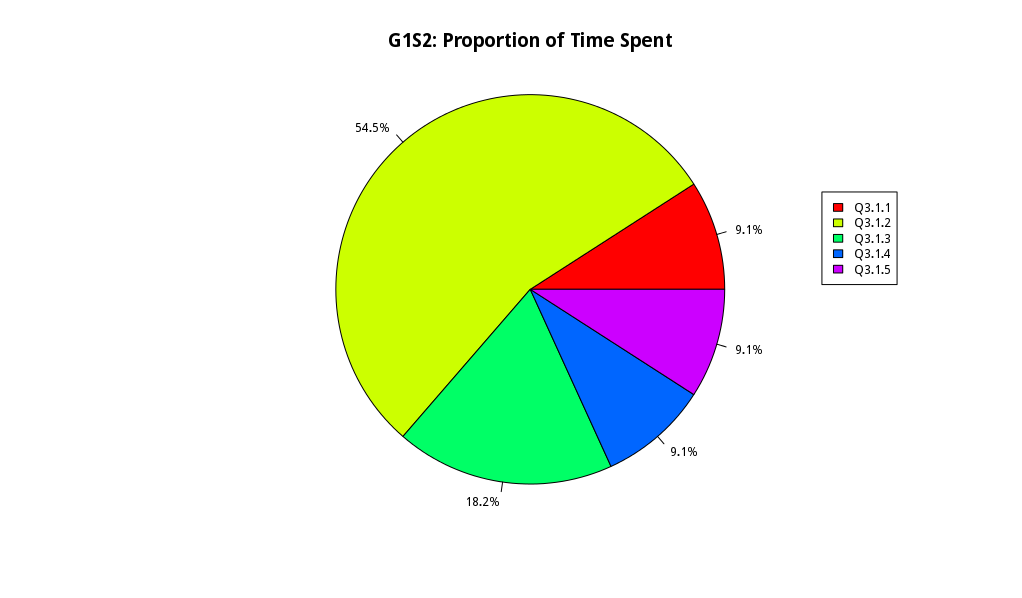 G1S2: Proportion of Time Spent
54.5%
9.1%
Q3.1.1
Q3.1.2
Q3.1.3
Q3.1.4
Q3.1.5
9.1%
9.1%
18.2%